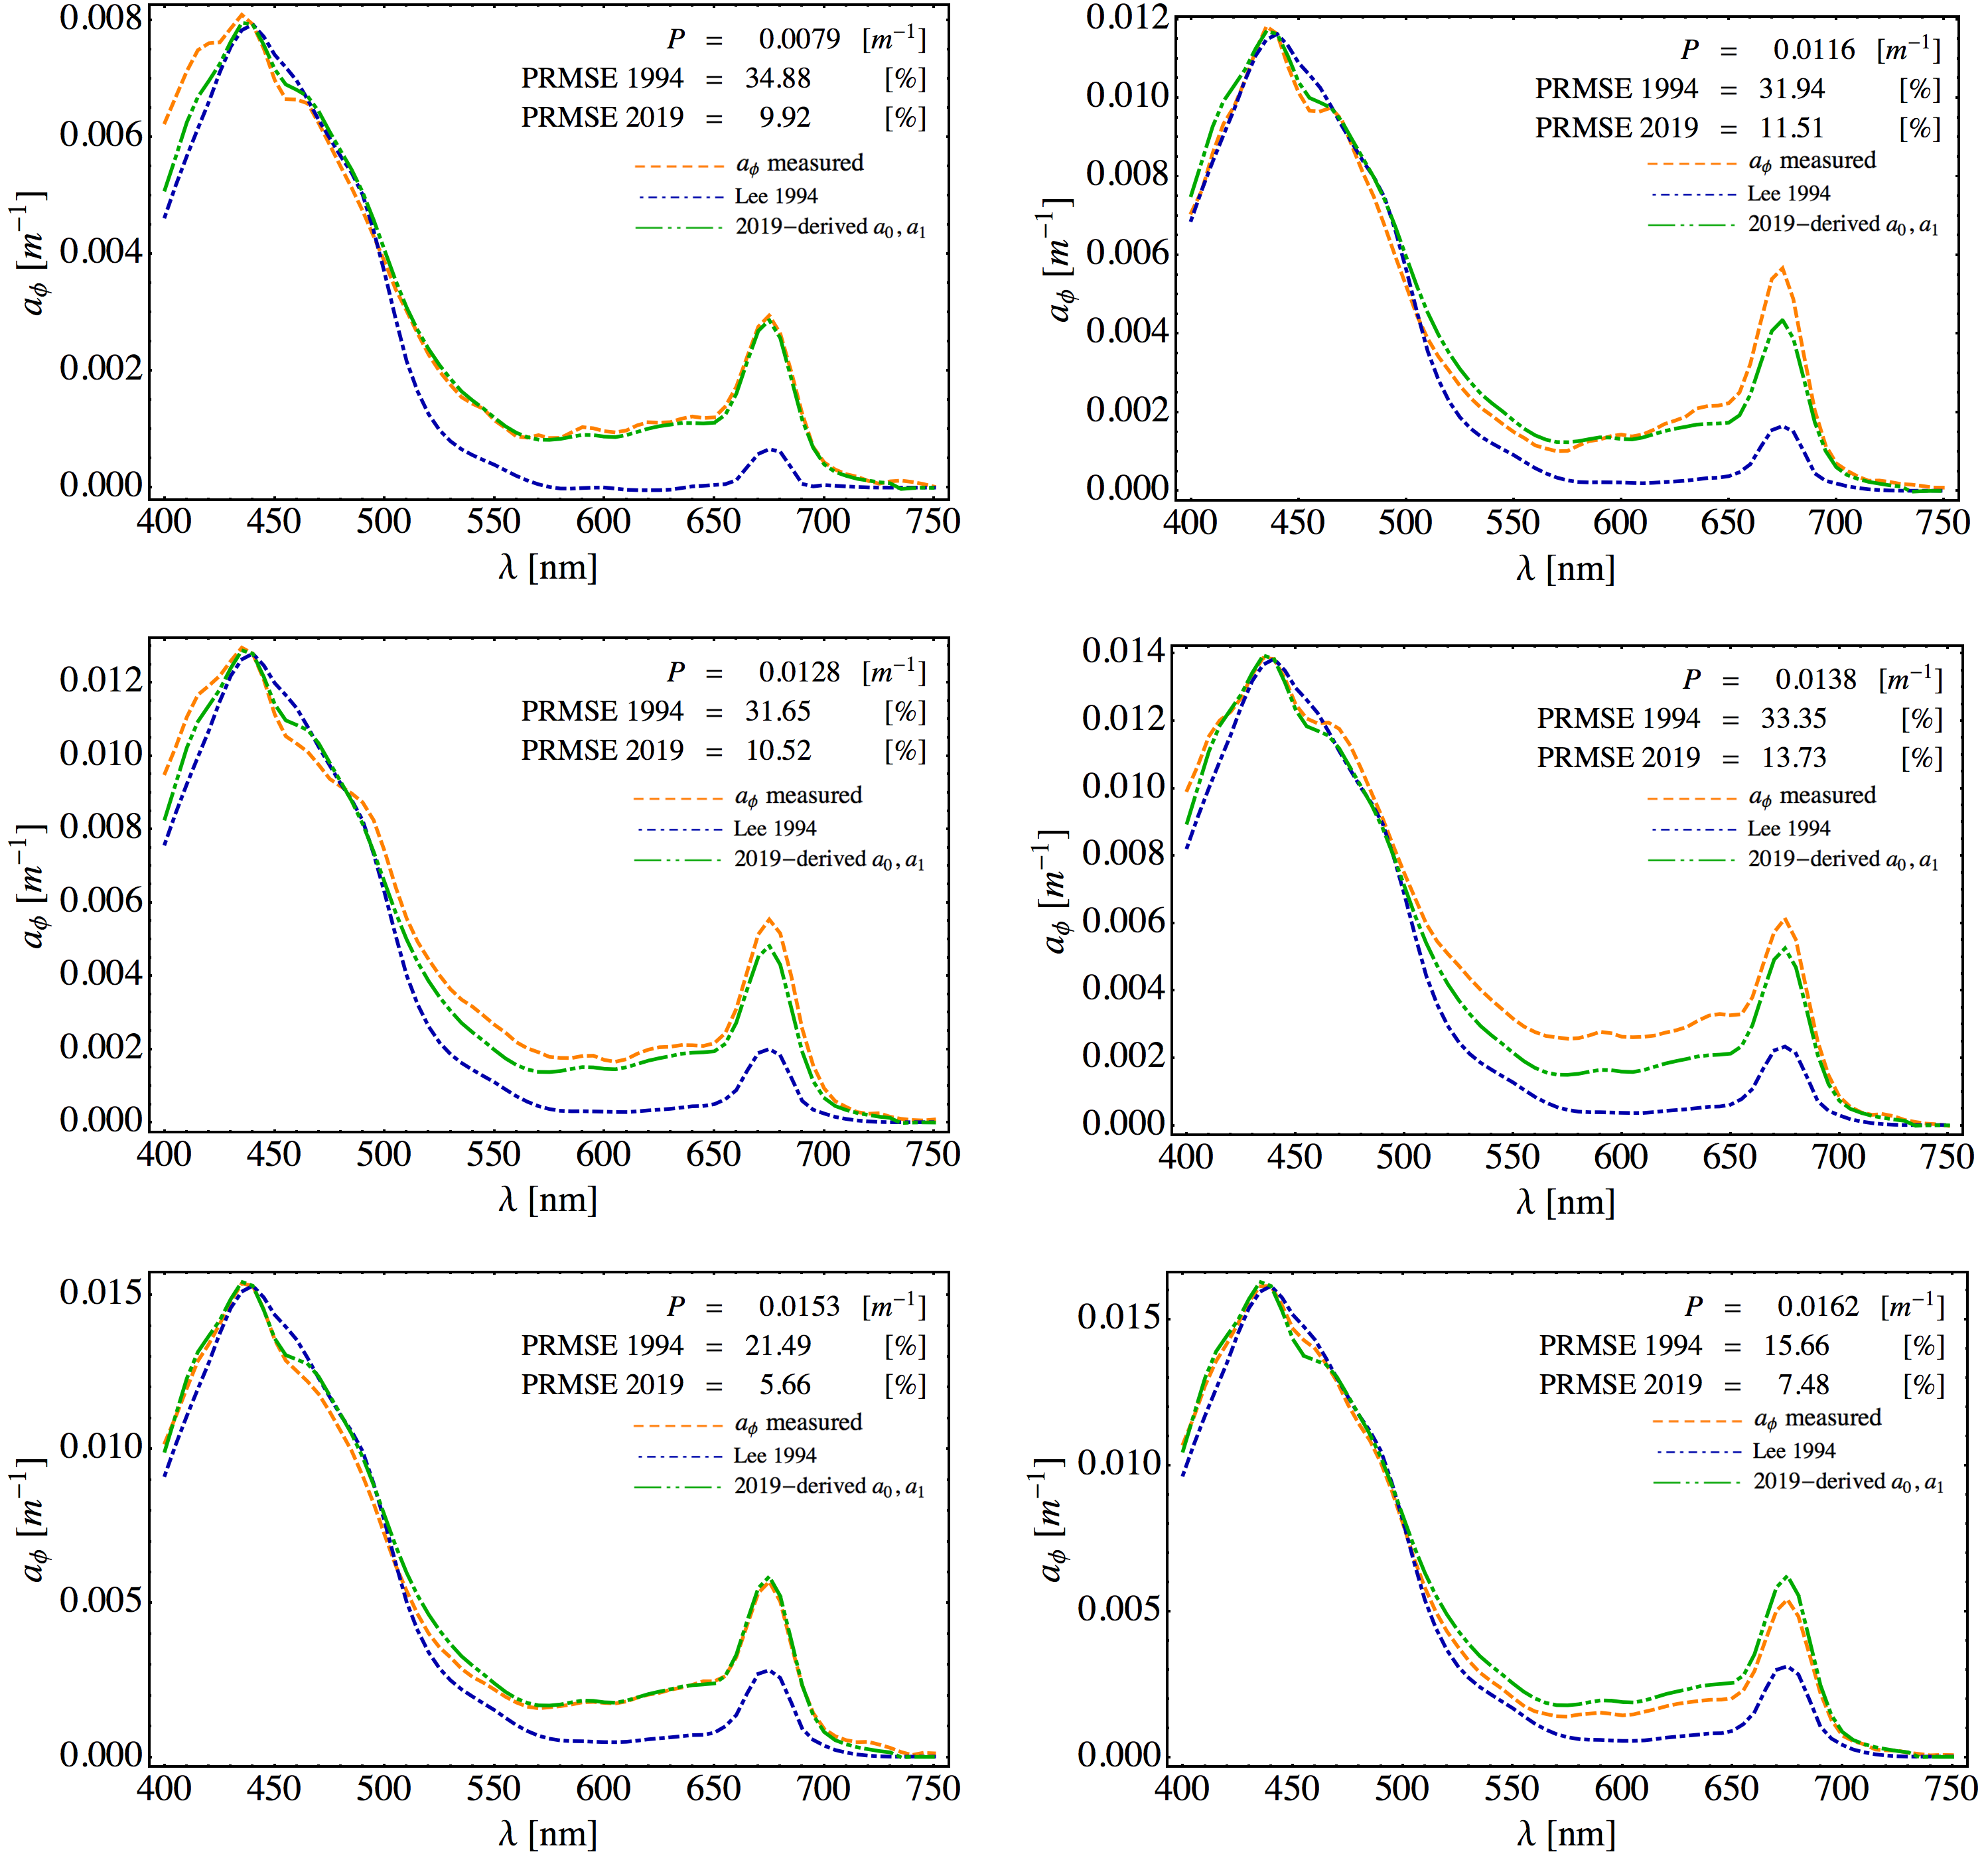 P = 0.0079 [m⁻¹]
PRMSE 1994 = 34.88 [%]
PRMSE 2019 = 9.92 [%]
aϕ measured
Lee 1994
2019−derived a₀, a₁
aϕ [m⁻¹]
0.008
0.006
0.004
0.002
0.000
400 450 500 550 600 650 700 750
λ [nm]
P = 0.0116 [m⁻¹]
PRMSE 1994 = 31.94 [%]
PRMSE 2019 = 11.51 [%]
aϕ measured
Lee 1994
2019−derived a₀, a₁
aϕ [m⁻¹]
0.012
0.010
0.008
0.006
0.004
0.002
0.000
400 450 500 550 600 650 700 750
λ [nm]
P = 0.0128 [m⁻¹]
PRMSE 1994 = 31.65 [%]
PRMSE 2019 = 10.52 [%]
aϕ measured
Lee 1994
2019−derived a₀, a₁
aϕ [m⁻¹]
0.012
0.010
0.008
0.006
0.004
0.002
0.000
400 450 500 550 600 650 700 750
λ [nm]
P = 0.0138 [m⁻¹]
PRMSE 1994 = 33.35 [%]
PRMSE 2019 = 13.73 [%]
aϕ measured
Lee 1994
2019−derived a₀, a₁
aϕ [m⁻¹]
0.014
0.012
0.010
0.008
0.006
0.004
0.002
0.000
400 450 500 550 600 650 700 750
λ [nm]
P = 0.0153 [m⁻¹]
PRMSE 1994 = 21.49 [%]
PRMSE 2019 = 5.66 [%]
aϕ measured
Lee 1994
2019−derived a₀, a₁
aϕ [m⁻¹]
0.015
0.010
0.005
0.000
400 450 500 550 600 650 700 750
λ [nm]
P = 0.0162 [m⁻¹]
PRMSE 1994 = 15.66 [%]
PRMSE 2019 = 7.48 [%]
aϕ measured
Lee 1994
2019−derived a₀, a₁
aϕ [m⁻¹]
0.015
0.010
0.005
0.000
400 450 500 550 600 650 700 750
λ [nm]